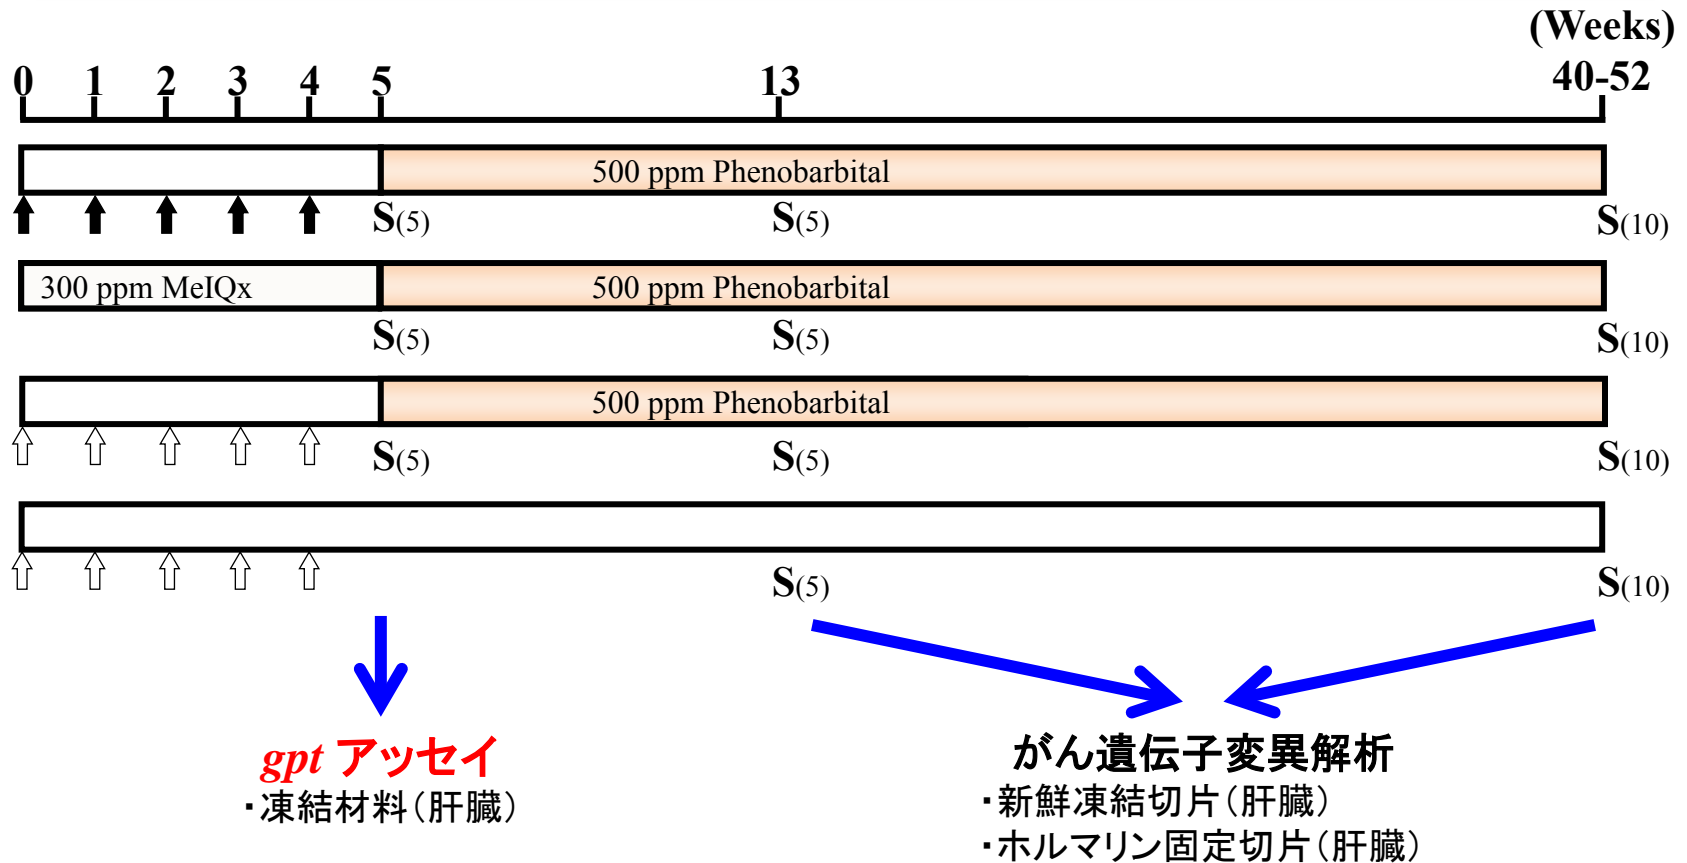 (Weeks)
0 1 2 3 4 5 13 40-52
500 ppm Phenobarbital
S(5) S(5) S(10)
300 ppm MeIQx 500 ppm Phenobarbital
S(5) S(5) S(10)
500 ppm Phenobarbital
S(5) S(5) S(10)
S(5) S(10)
gpt アッセイ
・凍結材料(肝臓)
がん遺伝子変異解析
・新鮮凍結切片(肝臓)
・ホルマリン固定切片(肝臓)